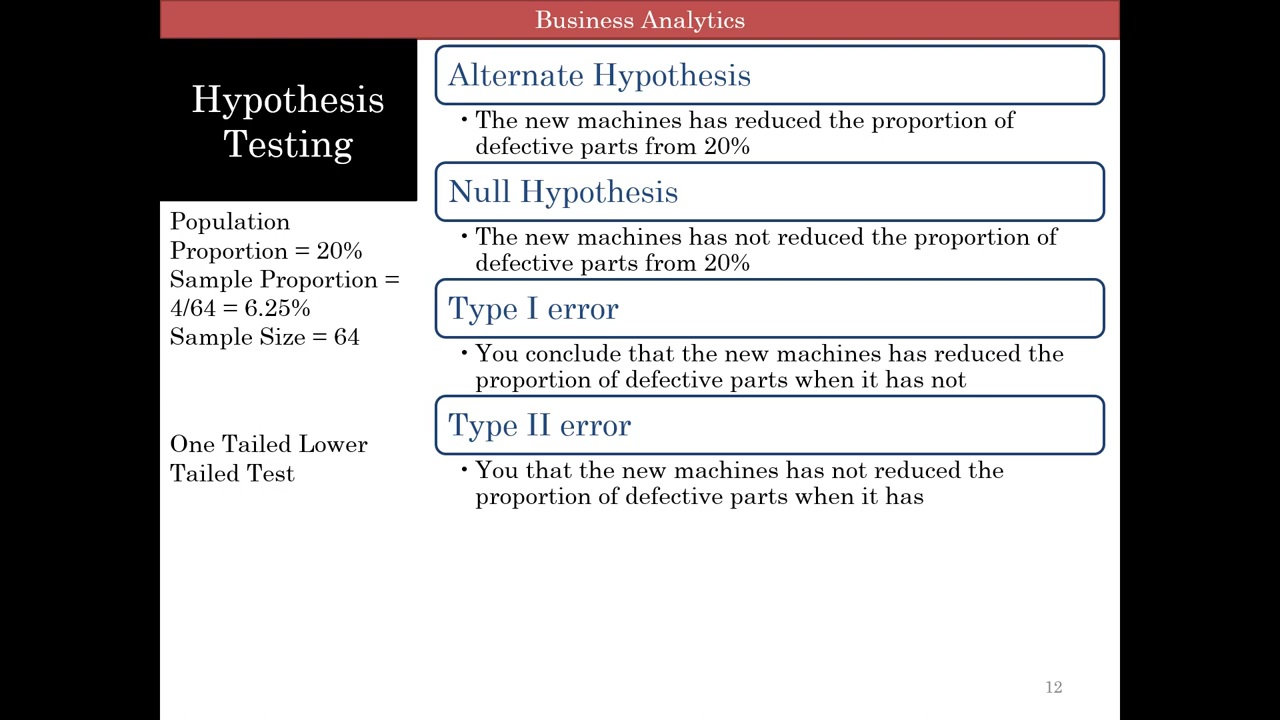 Business Analytics
Hypothesis
Testing
Population
Proportion = 20%
Sample Proportion =
4/64 = 6.25%
Sample Size = 64
One Tailed Lower
Tailed Test
Alternate Hypothesis
• The new machines has reduced the proportion of
defective parts from 20%
Null Hypothesis
• The new machines has not reduced the proportion of
defective parts from 20%
Type I error
• You conclude that the new machines has reduced the
proportion of defective parts when it has not
Type II error
• You that the new machines has not reduced the
proportion of defective parts when it has
12